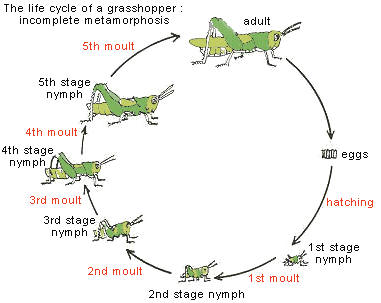 The life cycle of a grasshopper :
incomplete metamorphosis
adult
5th moult
5th stage
nymph
4th moult
4th stage
nymph
eggs
3rd moult
hatching
3rd stage
nymph
1st stage
nymph
2nd moult
1st moult
2nd stage nymph